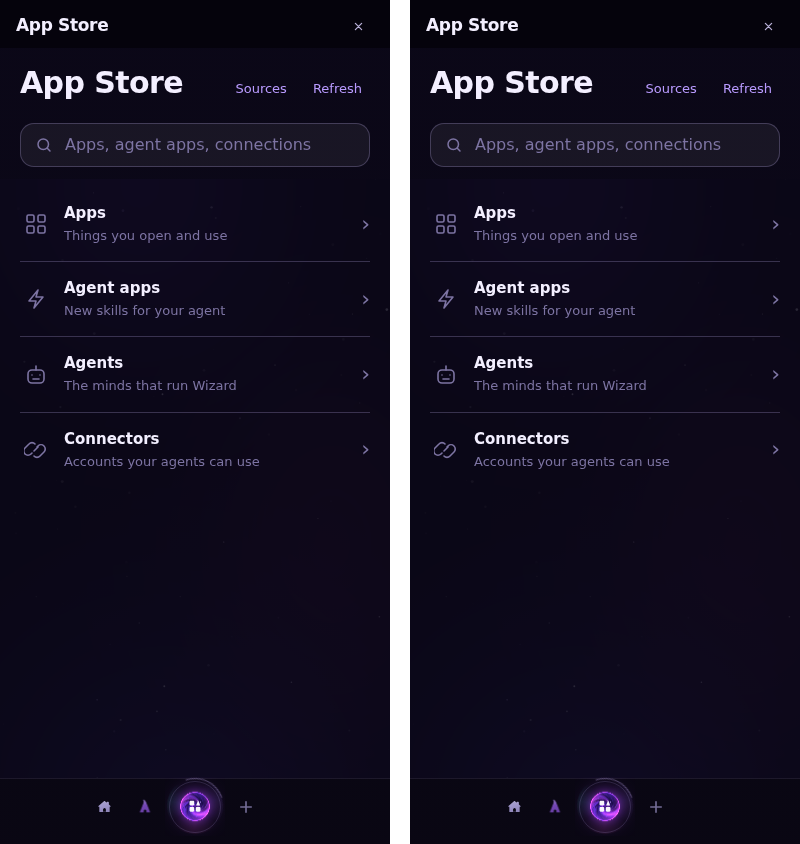 App Store
App Store
Sources
Refresh
Apps, agent apps, connections
Apps
Things you open and use
Agent apps
New skills for your agent
Agents
The minds that run Wizard
Connectors
Accounts your agents can use
App Store
App Store
Sources
Refresh
Apps, agent apps, connections
Apps
Things you open and use
Agent apps
New skills for your agent
Agents
The minds that run Wizard
Connectors
Accounts your agents can use